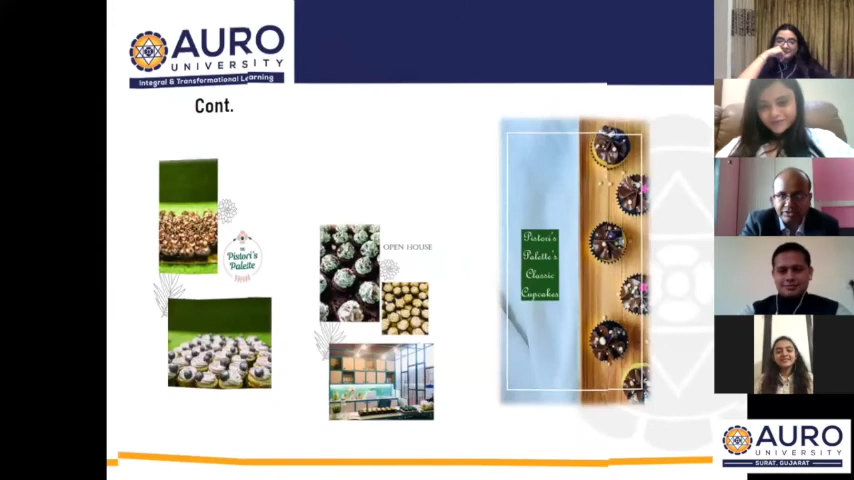 AURO
UNIVERSITY
Integral & Transformational Learning
Cont.
THE
Pistori's
Palette
OPEN HOUSE
Pistori's
Palette's
Classic
Cupcakes
AURO
UNIVERSITY
SURAT, GUJARAT